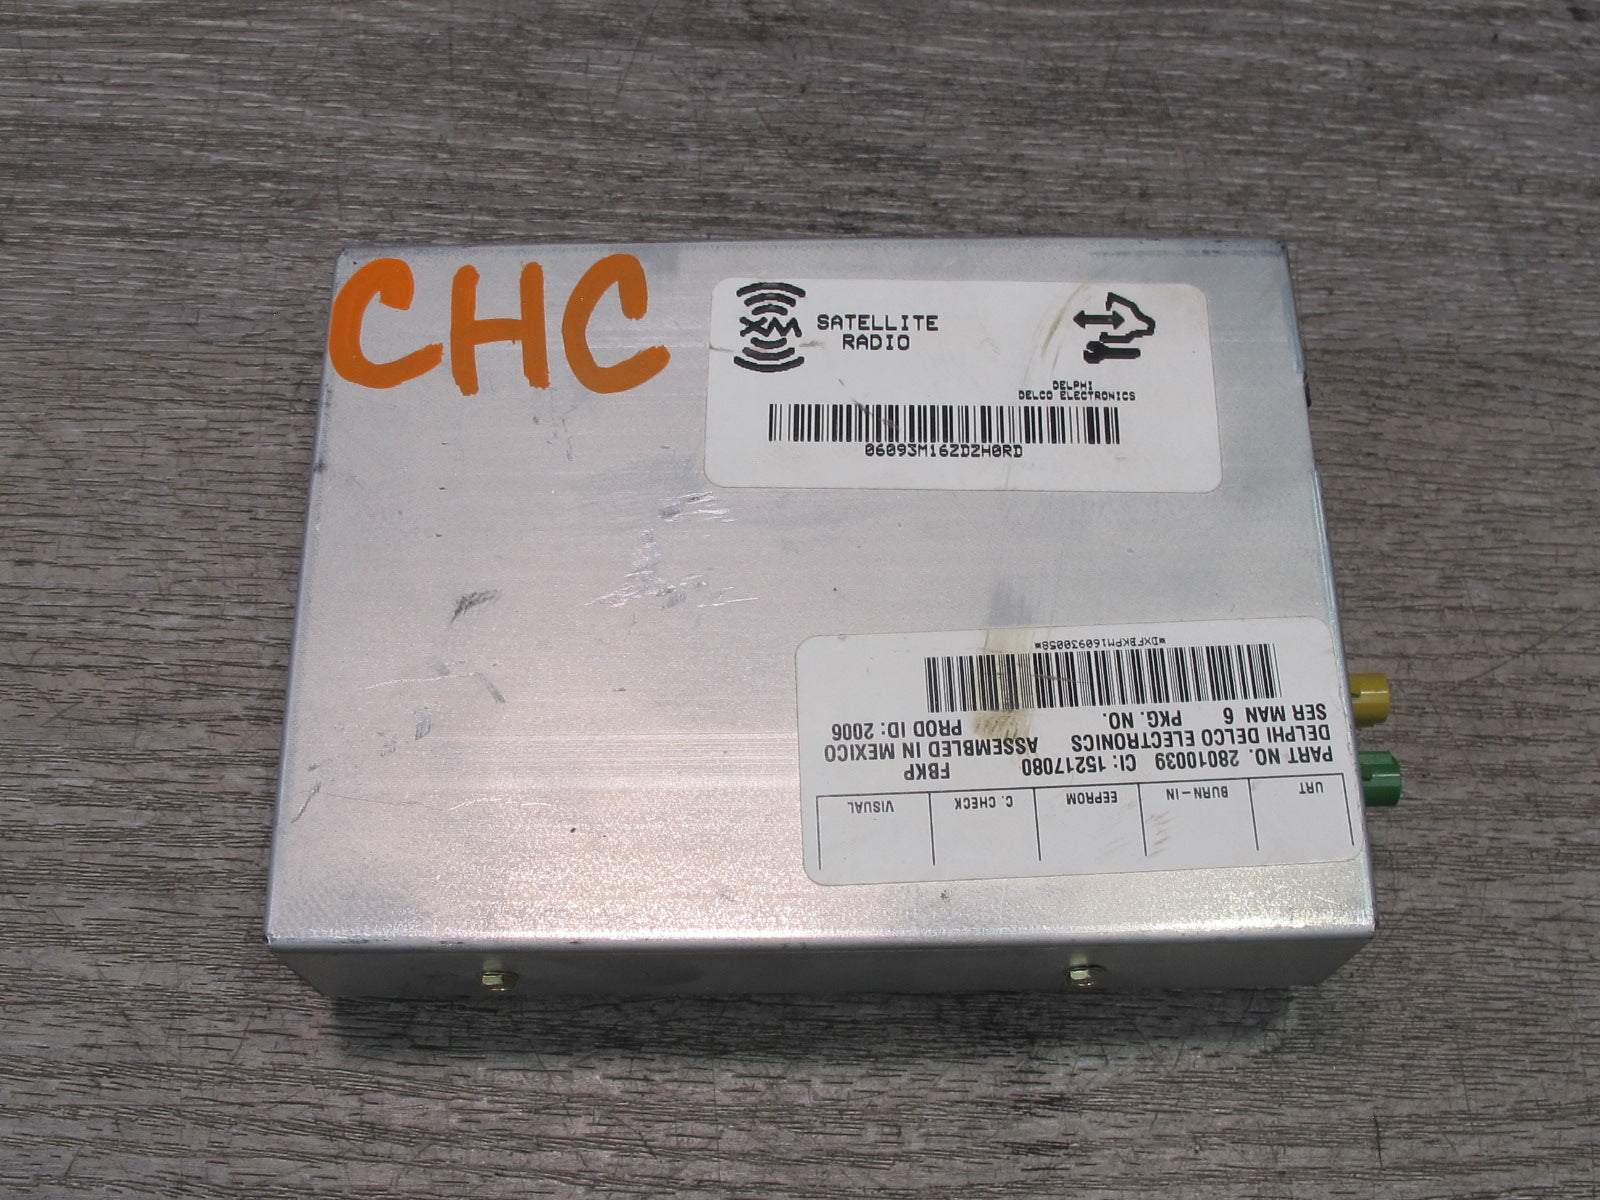 CHC
XM
SATELLITE
RADIO
DELPHI
DELCO ELECTRONICS
06093M16ZDZH0RD
URT BURN-IN EEPROM C. CHECK VISUAL
PART NO. 28010039 CI: 15217080 FBKP
DELPHI DELCO ELECTRONICS ASSEMBLED IN MEXICO
SER MAN 6 PKG. NO. PROD ID: 2006
*DXFBKPM160930058*